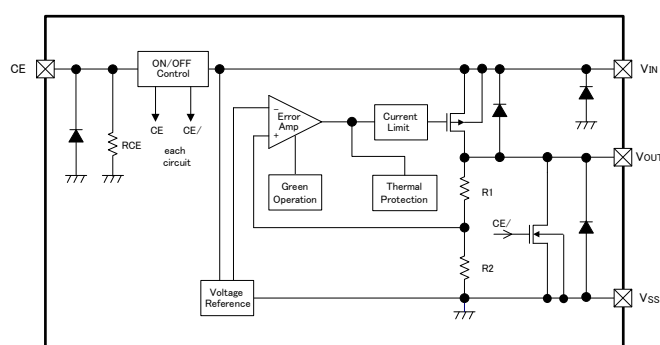 CE
ON/OFF
Control
VIN
CE
CE/
each
circuit
RCE
−
Error
Amp
+
Current
Limit
Green
Operation
Thermal
Protection
VOUT
R1
CE/
R2
Voltage
Reference
VSS